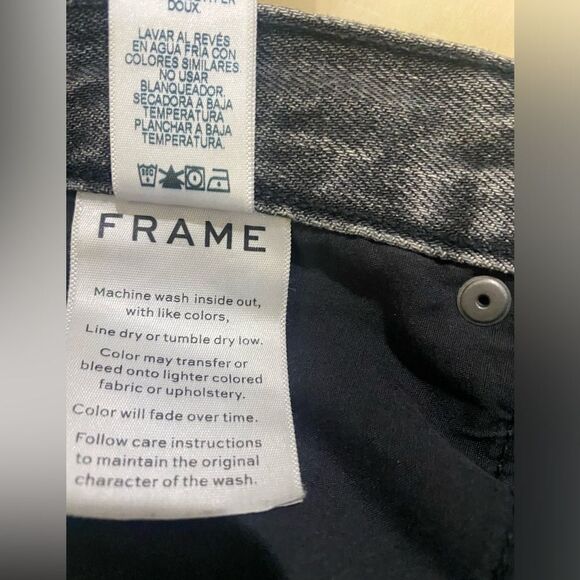 DOUX.
LAVAR AL REVÉS
EN AGUA FRIA CON
COLORES SIMILARES
NO USAR
BLANQUEADOR.
SECADORA A BAJA
TEMPERATURA
PLANCHAR A BAJA
TEMPERATURA.
FRAME
Machine wash inside out,
with like colors,
Line dry or tumble dry low.
Color may transfer or
bleed onto lighter colored
fabric or upholstery.
Color will fade over time.
Follow care instructions
to maintain the original
character of the wash.